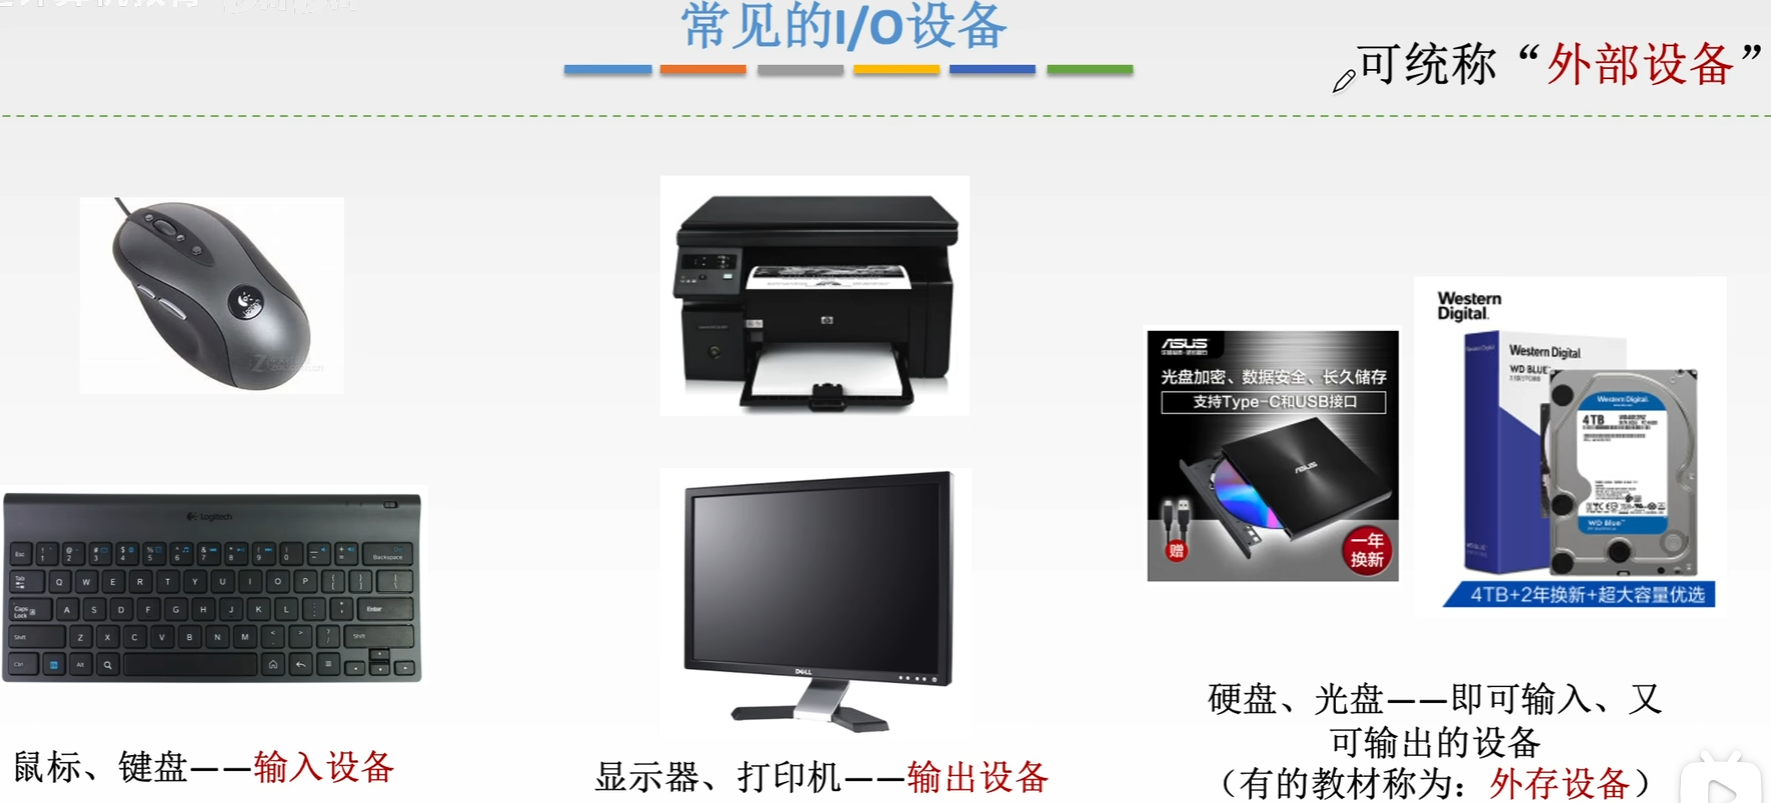 常见的I/O设备
可统称“外部设备”
Logitech
DELL
ASUS
光盘加密、数据安全、长久储存
支持Type-C和USB接口
ASUS
赠
一年
换新
Western
Digital.
Western Digital
WD BLUE
Western Digital.
4TB
WD Blue
4TB+2年换新+超大容量优选
鼠标、键盘——输入设备
显示器、打印机——输出设备
硬盘、光盘——即可输入、又
可输出的设备
（有的教材称为：外存设备）